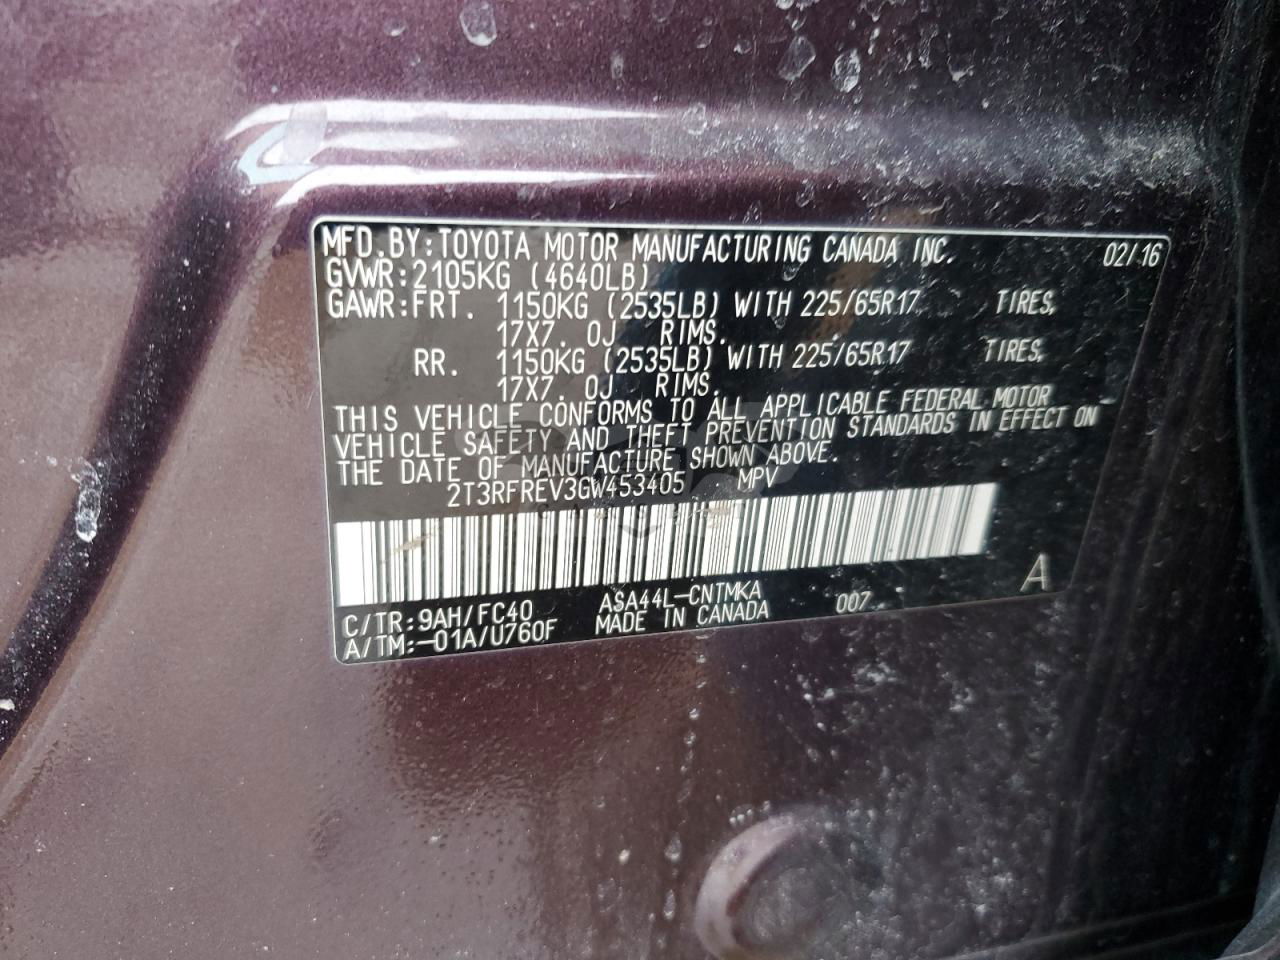 MFD.BY:TOYOTA MOTOR MANUFACTURING CANADA INC. 02/16
GVWR:2105KG (4640LB)
GAWR:FRT. 1150KG (2535LB) WITH 225/65R17 TIRES,
17X7.0J RIMS.
RR. 1150KG (2535LB) WITH 225/65R17 TIRES,
17X7.0J RIMS.
THIS VEHICLE CONFORMS TO ALL APPLICABLE FEDERAL MOTOR
VEHICLE SAFETY AND THEFT PREVENTION STANDARDS IN EFFECT ON
THE DATE OF MANUFACTURE SHOWN ABOVE.
2T3RFREV3GW453405 MPV
A
C/TR:9AH/FC40 ASA44L-CNTMKA 007
A/TM:-01A/U760F MADE IN CANADA